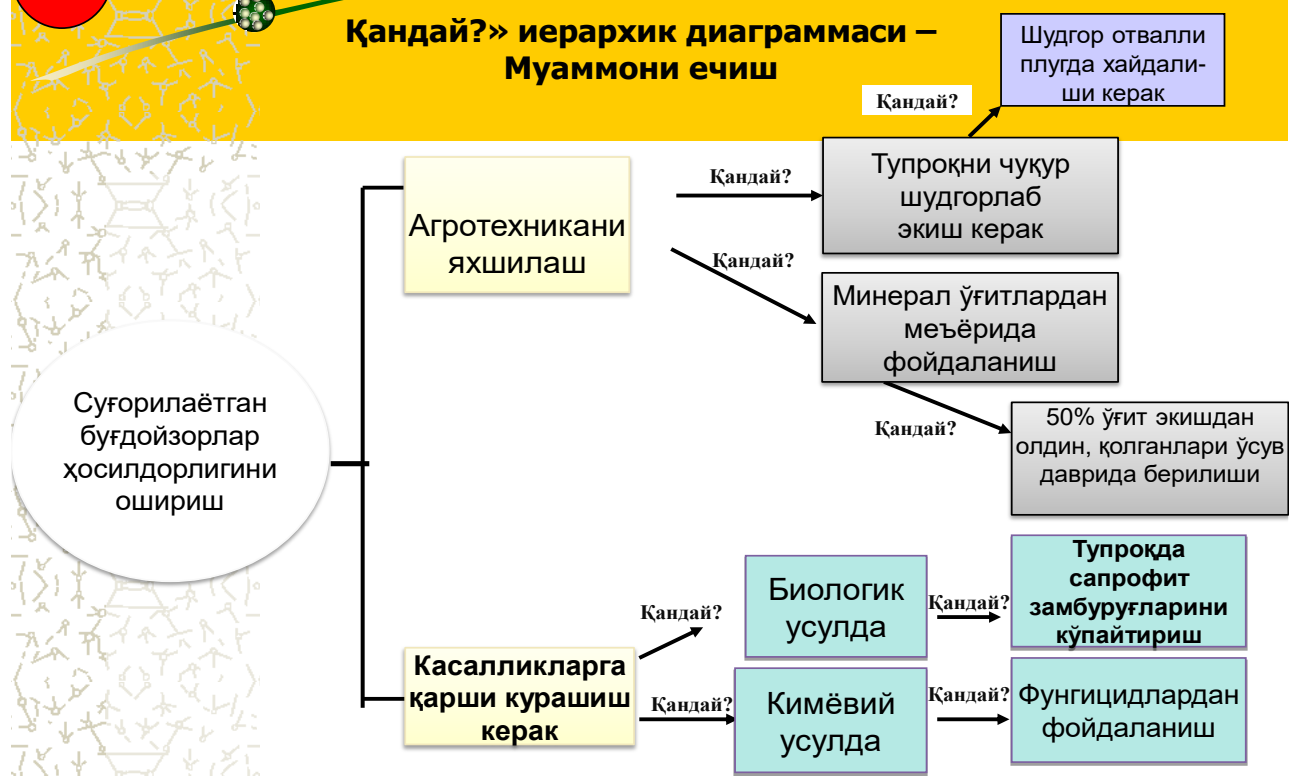 Қандай?» иерархик диаграммаси –
Муаммони ечиш
Шудгор отвалли
плугда хайдали-
ши керак
Қандай?
Агротехникани
яхшилаш
Қандай?
Тупроқни чуқур
шудгорлаб
экиш керак
Қандай?
Минерал ўғитлардан
меъёрида
фойдаланиш
Қандай?
50% ўғит экишдан
олдин, қолганлари ўсув
даврида берилиши
Суғорилаётган
буғдойзорлар
ҳосилдорлигини
ошириш
Касалликларга
қарши курашиш
керак
Қандай?
Биологик
усулда
Қандай?
Тупроқда
сапрофит
замбуруғларини
кўпайтириш
Қандай?
Кимёвий
усулда
Қандай?
Фунгицидлардан
фойдаланиш